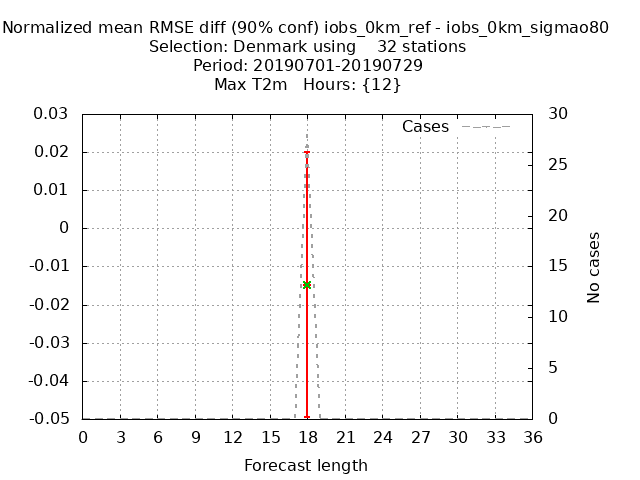 Normalized mean RMSE diff (90% conf) iobs_0km_ref - iobs_0km_sigmao80
Selection: Denmark using    32 stations
Period: 20190701-20190729
Max T2m   Hours: {12}
Cases
0.03
0.02
0.01
0
-0.01
-0.02
-0.03
-0.04
-0.05
30
25
20
15
10
5
0
No cases
0 3 6 9 12 15 18 21 24 27 30 33 36
Forecast length